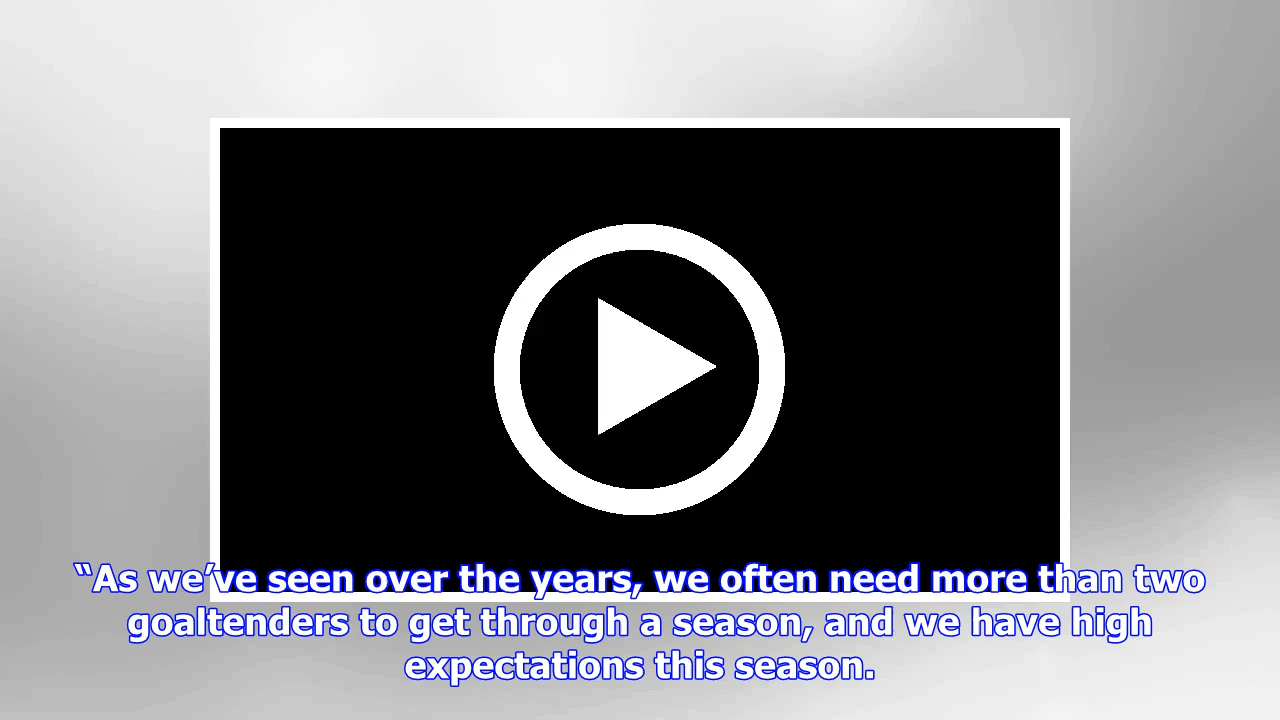 “As we’ve seen over the years, we often need more than two
goaltenders to get through a season, and we have high
expectations this season.